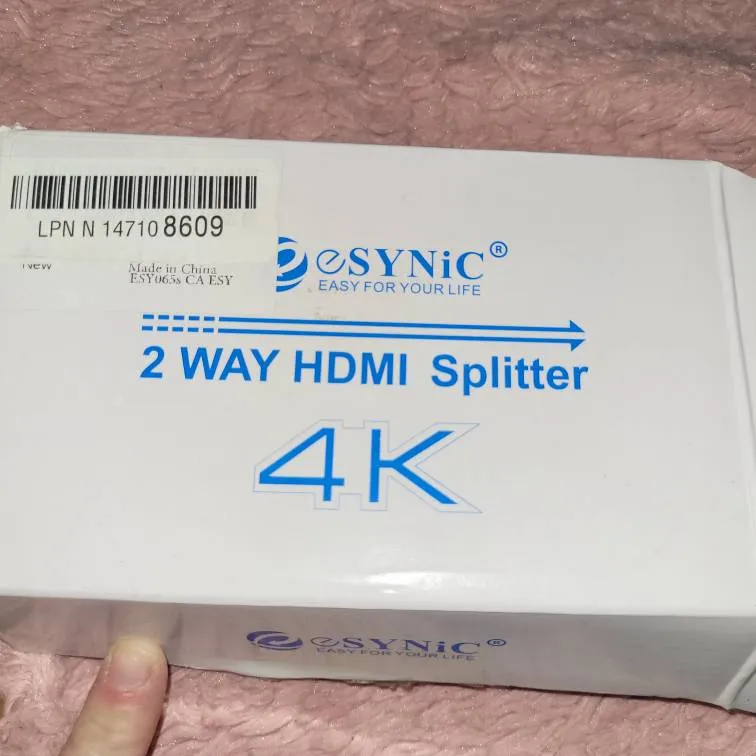 LPN N 14710 8609
New
Made in China
ESY065s CA ESY
eSYNiC®
EASY FOR YOUR LIFE
2 WAY HDMI Splitter
4K
eSYNiC®
EASY FOR YOUR LIFE